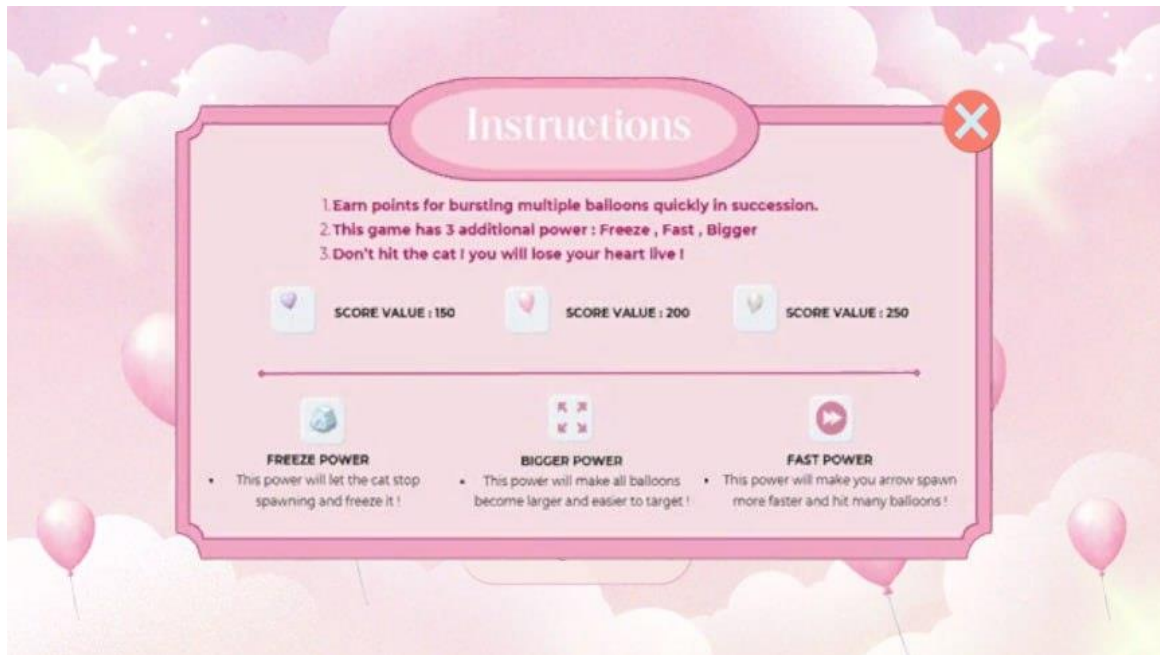 Instructions
1. Earn points for bursting multiple balloons quickly in succession.
2. This game has 3 additional power : Freeze , Fast , Bigger
3. Don't hit the cat ! you will lose your heart live !
SCORE VALUE : 150
SCORE VALUE : 200
SCORE VALUE : 250
FREEZE POWER
• This power will let the cat stop
spawning and freeze it !
BIGGER POWER
• This power will make all balloons
become larger and easier to target !
FAST POWER
• This power will make you arrow spawn
more faster and hit many balloons !